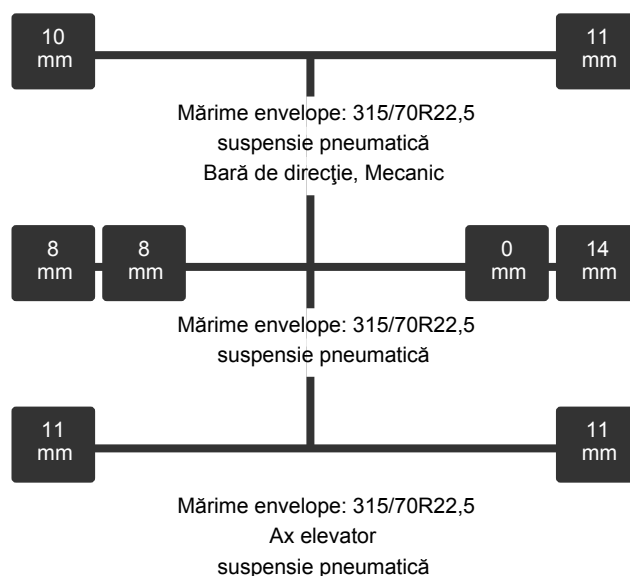 10
mm
11
mm
Mărime envelope: 315/70R22,5
suspensie pneumatică
Bară de direcţie, Mecanic
8
mm
8
mm
0
mm
14
mm
Mărime envelope: 315/70R22,5
suspensie pneumatică
11
mm
11
mm
Mărime envelope: 315/70R22,5
Ax elevator
suspensie pneumatică